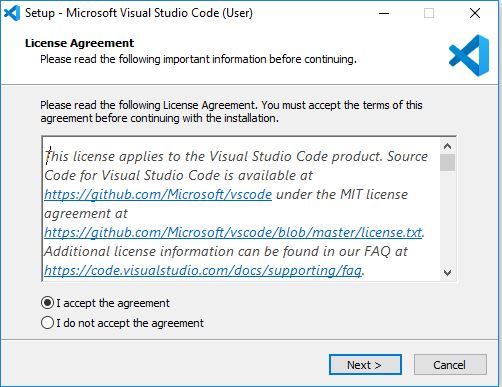 Setup - Microsoft Visual Studio Code (User)
License Agreement
Please read the following important information before continuing.
Please read the following License Agreement. You must accept the terms of this
agreement before continuing with the installation.
This license applies to the Visual Studio Code product. Source
Code for Visual Studio Code is available at
https://github.com/Microsoft/vscode under the MIT license
agreement at
https://github.com/Microsoft/vscode/blob/master/license.txt.
Additional license information can be found in our FAQ at
https://code.visualstudio.com/docs/supporting/faq.
I accept the agreement
I do not accept the agreement
Next >
Cancel